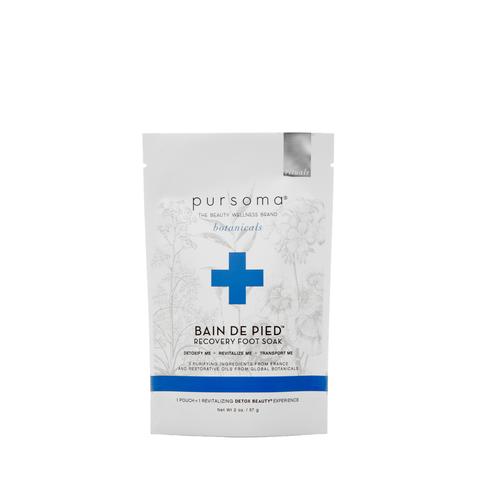 rituals
pursoma®
THE BEAUTY WELLNESS BRAND
botanicals
BAIN DE PIED™
RECOVERY FOOT SOAK
DETOXIFY ME • REVITALIZE ME • TRANSPORT ME
3 PURIFYING INGREDIENTS FROM FRANCE
AND RESTORATIVE OILS FROM GLOBAL BOTANICALS
1 POUCH = 1 REVITALIZING DETOX BEAUTY® EXPERIENCE
Net Wt 2 oz. / 57 g